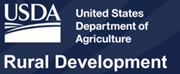 USDA
United States
Department of
Agriculture
Rural Development